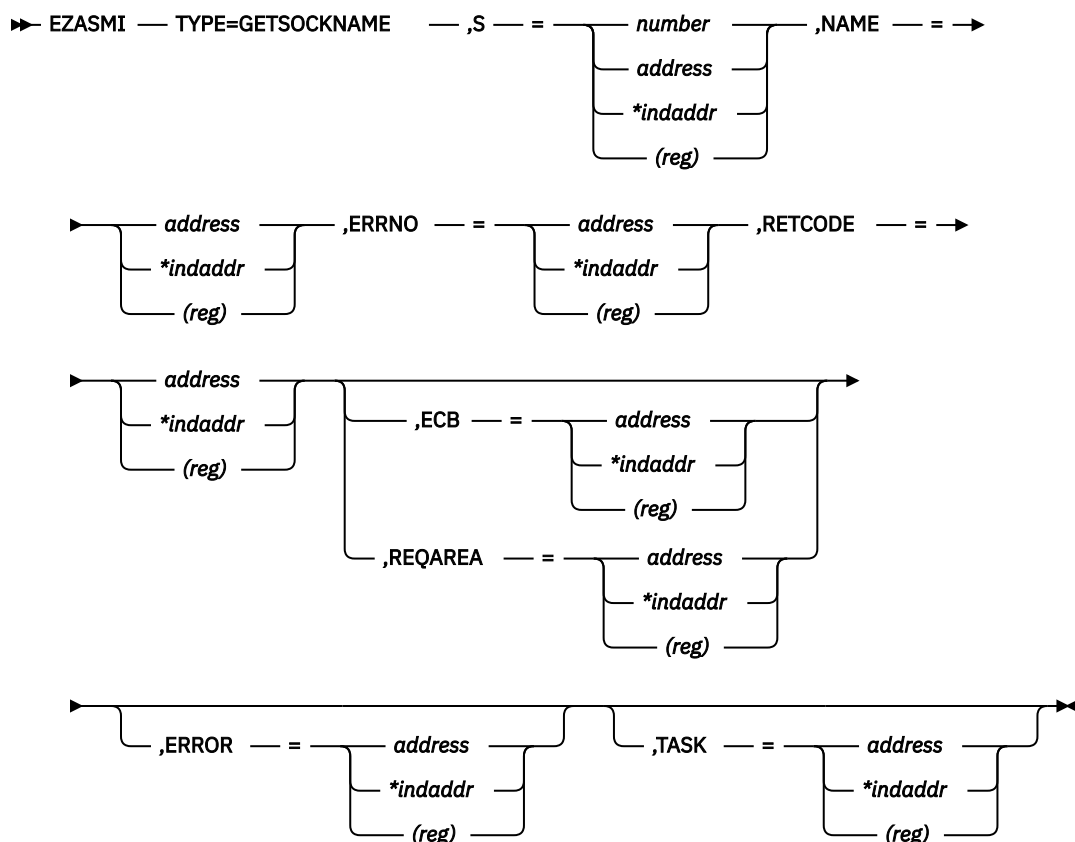 EZASMI TYPE=GETSOCKNAME ,S = number ,NAME =
address
*indaddr
(reg)
address ,ERRNO = address ,RETCODE =
*indaddr *indaddr
(reg) (reg)
address
*indaddr ,ECB = address
(reg) *indaddr
(reg)
,REQAREA = address
*indaddr
(reg)
,ERROR = address ,TASK = address
*indaddr *indaddr
(reg) (reg)